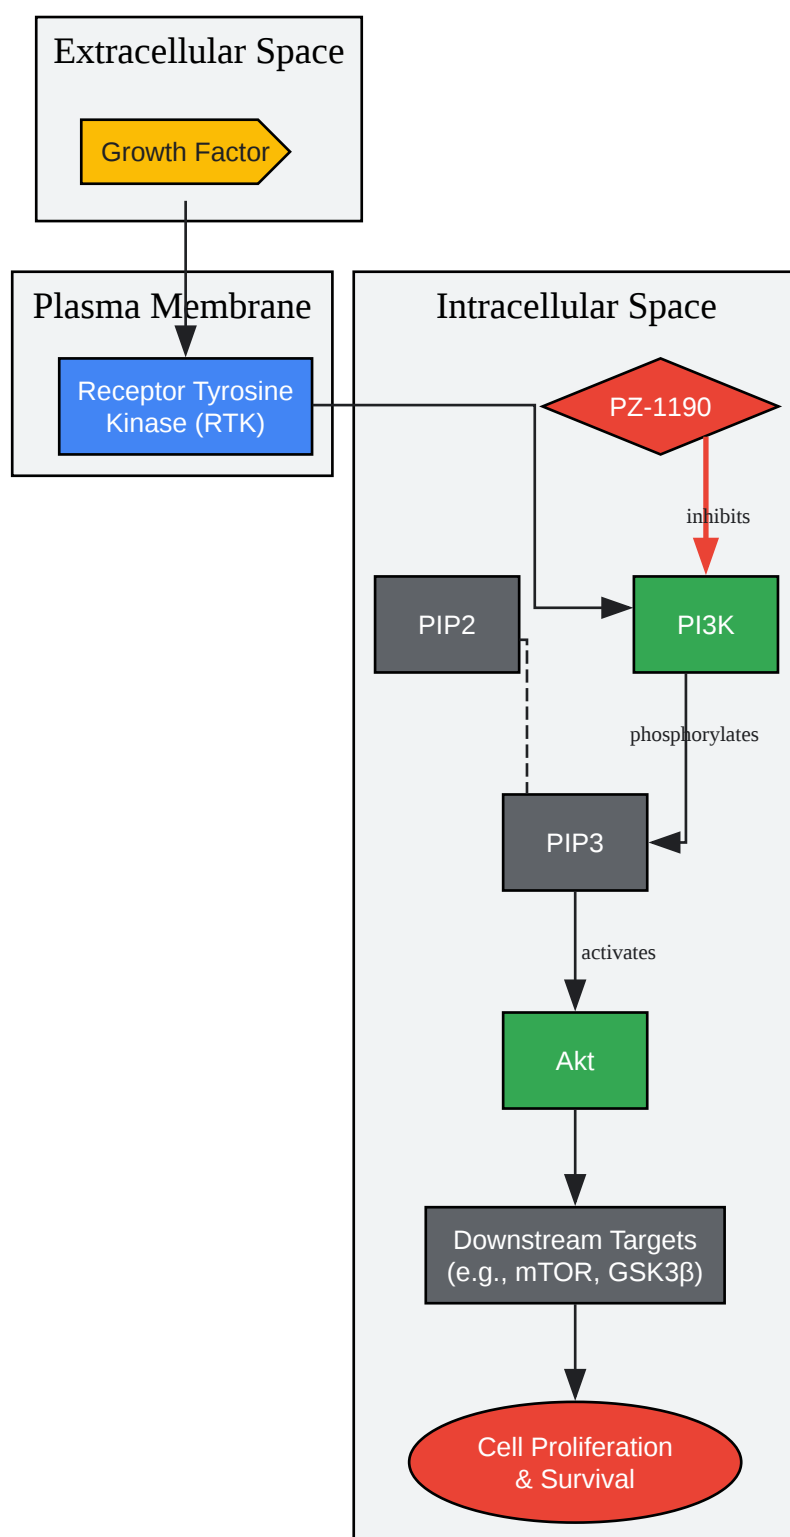 Extracellular Space
Growth Factor
Plasma Membrane
Intracellular Space
Receptor Tyrosine
Kinase (RTK)
PZ-1190
inhibits
PIP2
PI3K
phosphorylates
PIP3
activates
Akt
Downstream Targets
(e.g., mTOR, GSK3β)
Cell Proliferation
& Survival